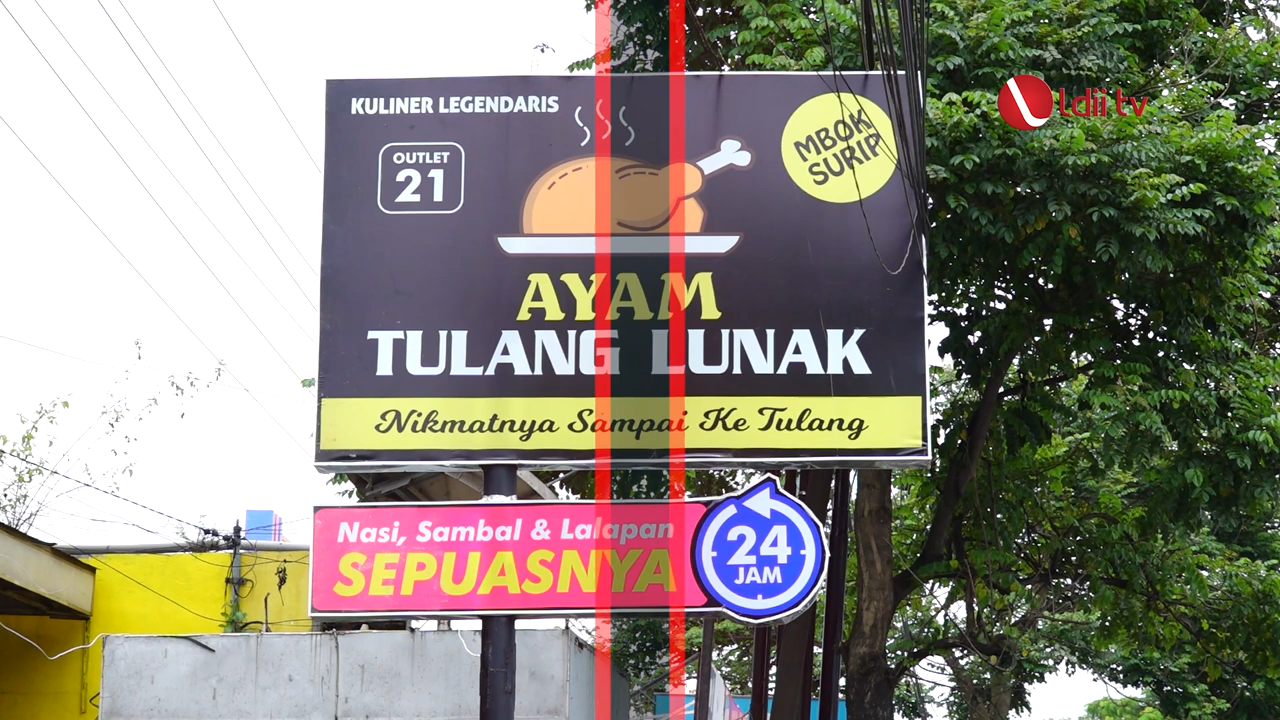 KULINER LEGENDARIS
OUTLET
21
MBOK
SURIP
ldii tv
AYAM
TULANG LUNAK
Nikmatnya Sampai Ke Tulang
Nasi, Sambal & Lalapan
SEPUASNYA
24
JAM